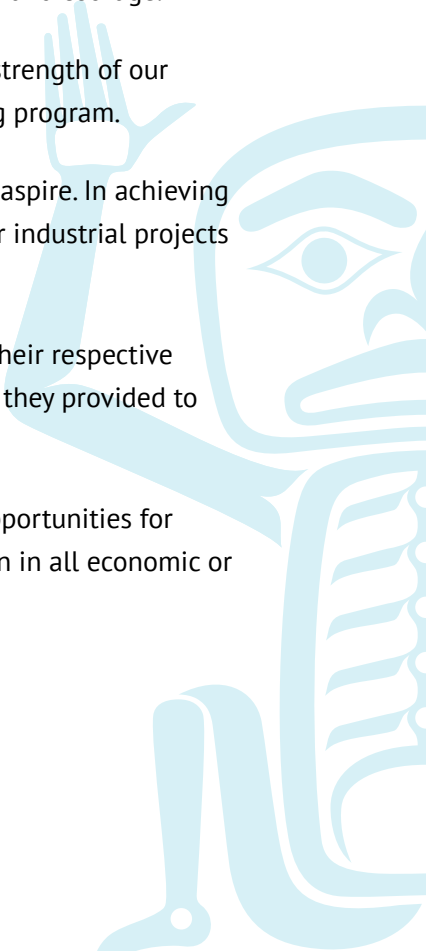 strength of our
g program.
aspire. In achieving
r industrial projects
heir respective
they provided to
portunities for
n in all economic or